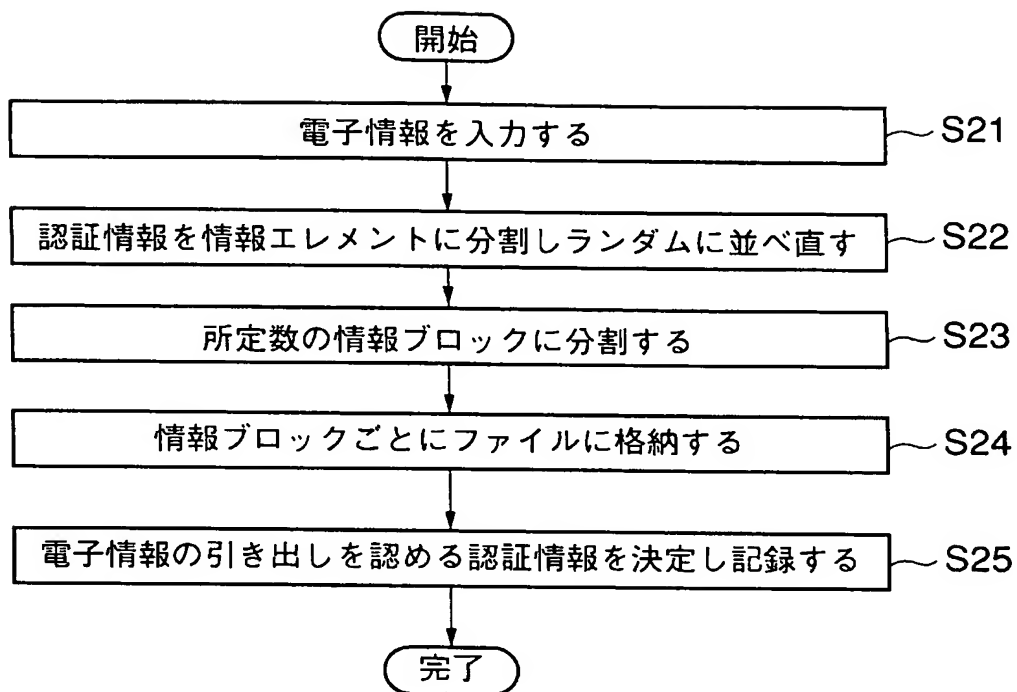 開始
電子情報を入力する S21
認証情報を情報エレメントに分割しランダムに並べ直す S22
所定数の情報ブロックに分割する S23
情報ブロックごとにファイルに格納する S24
電子情報の引き出しを認める認証情報を決定し記録する S25
完了